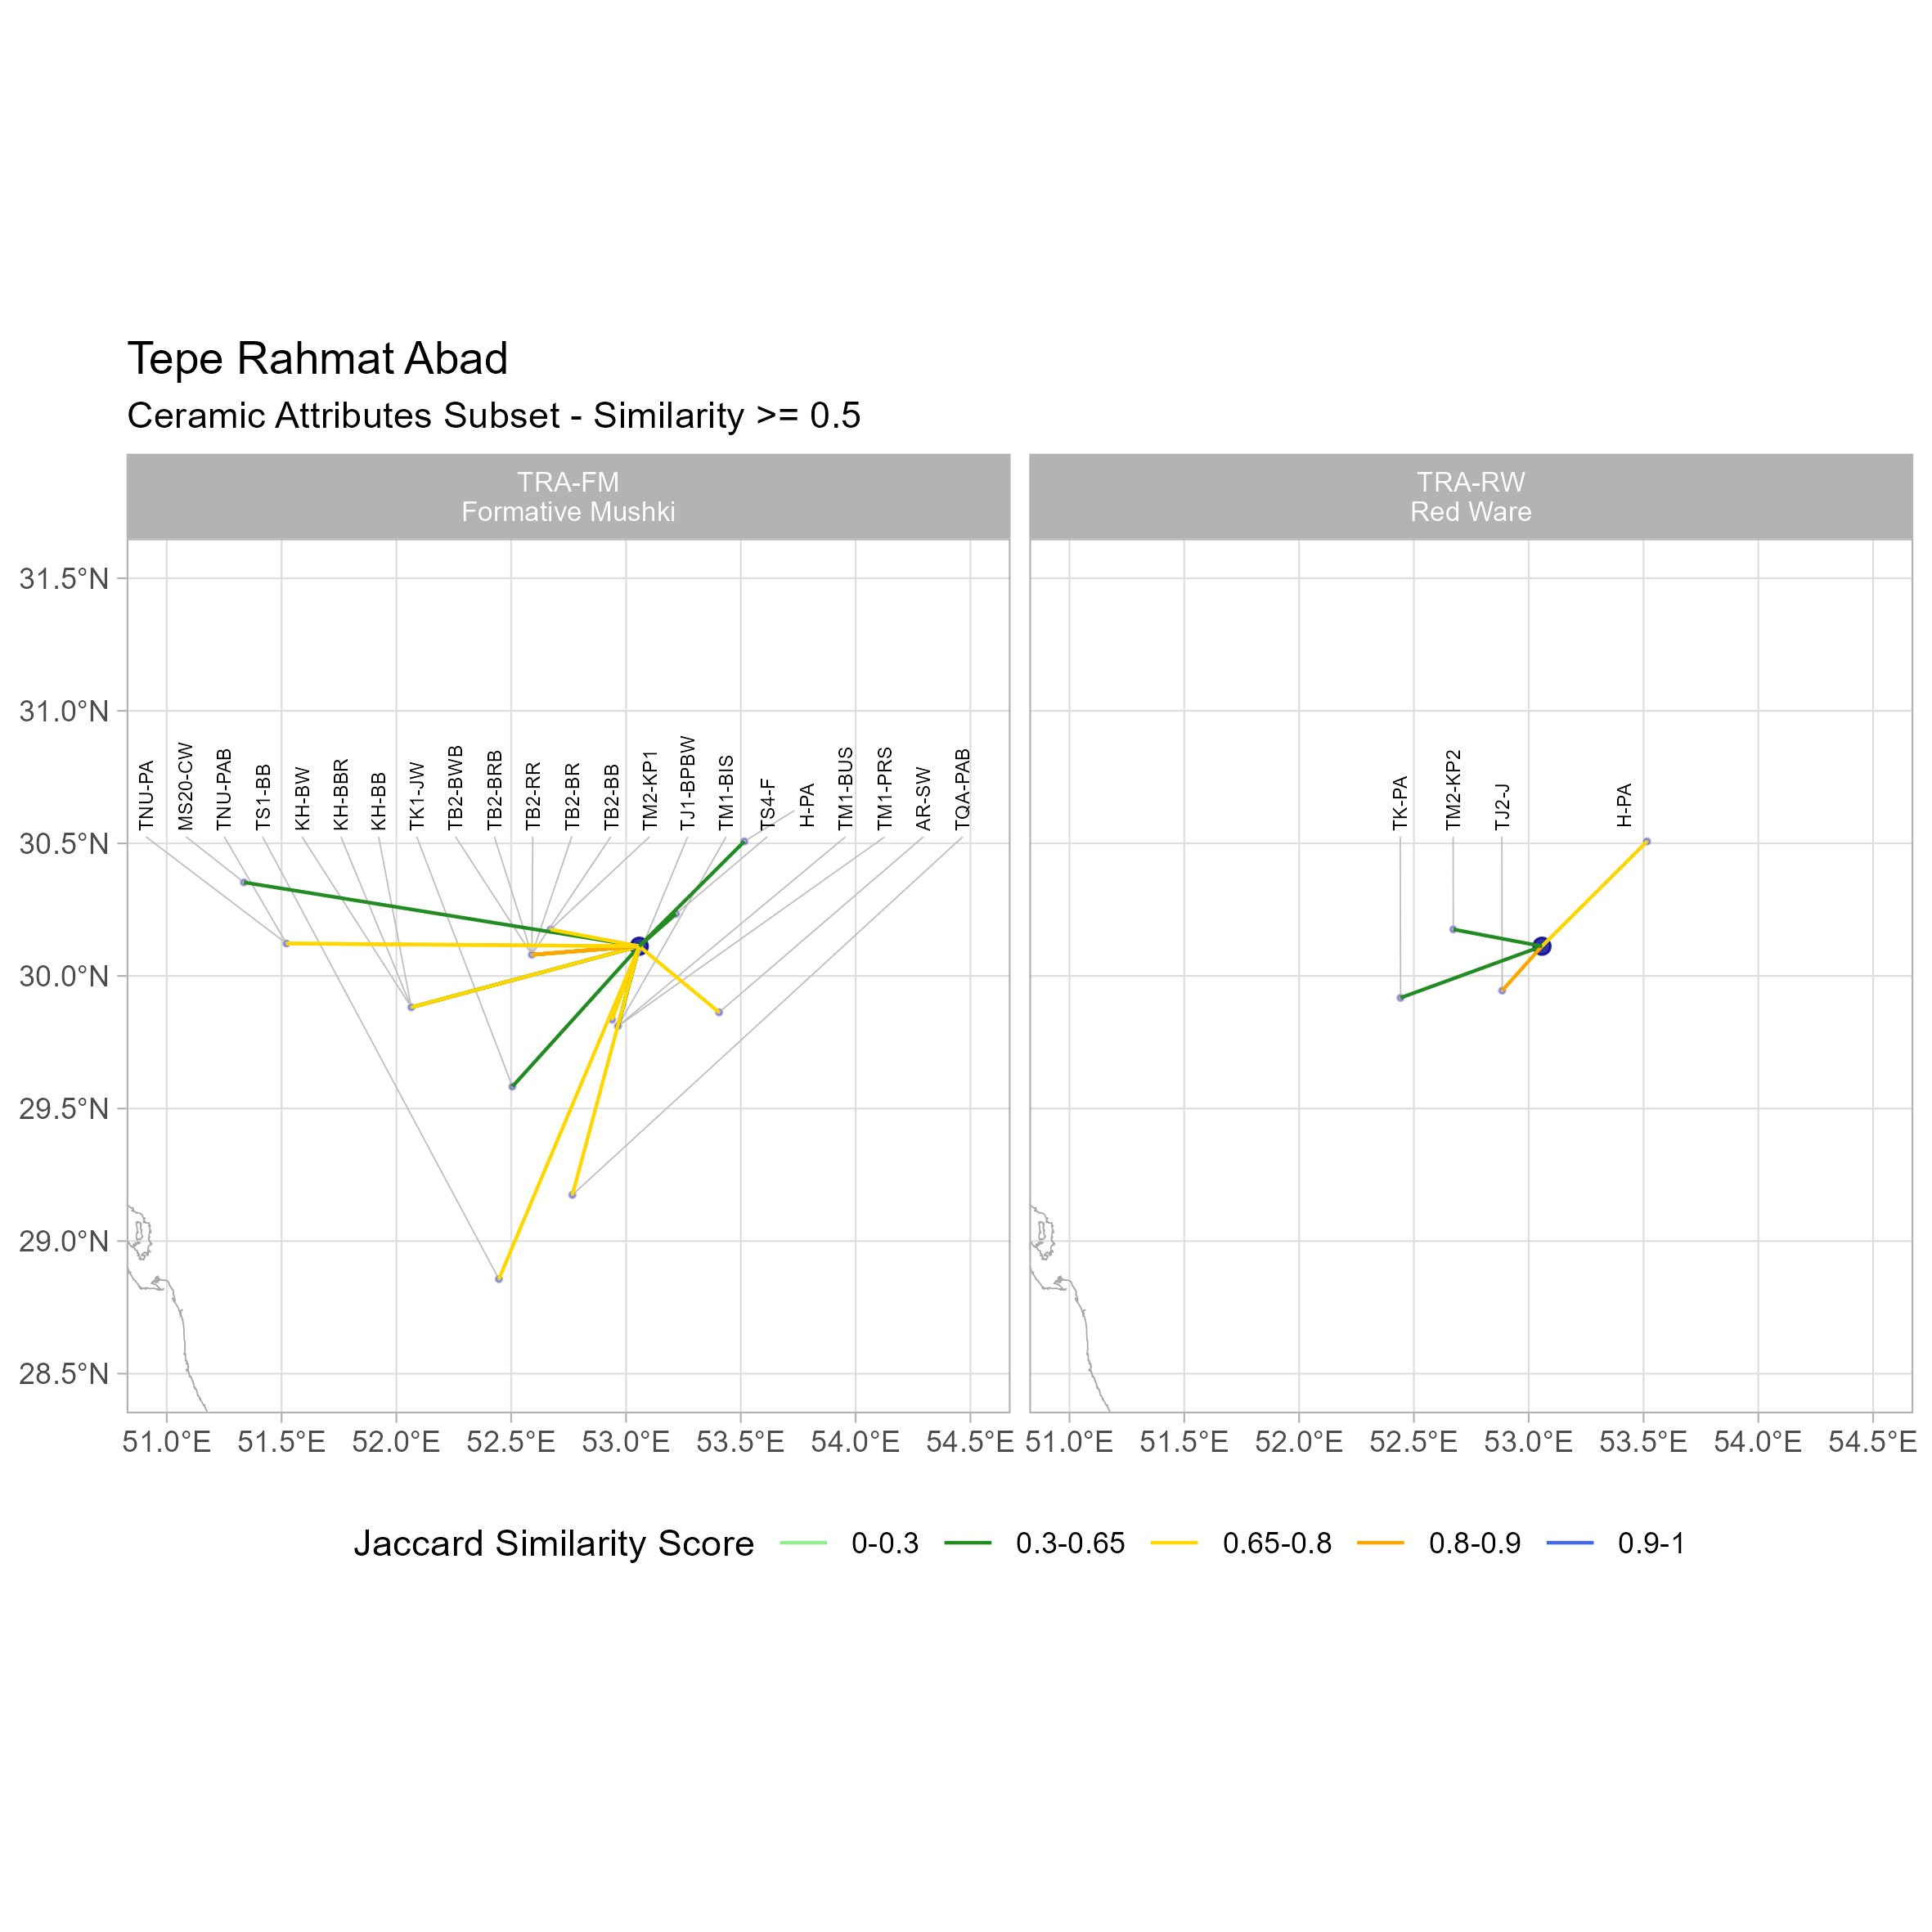 Tepe Rahmat Abad
Ceramic Attributes Subset - Similarity >= 0.5
TRA-FM
Formative Mushki
TRA-RW
Red Ware
31.5°N
31.0°N
30.5°N
30.0°N
29.5°N
29.0°N
28.5°N
TNU-PA
MS20-CW
TNU-PAB
TS1-BB
KH-BW
KH-BBR
KH-BB
TK1-JW
TB2-BWB
TB2-BRB
TB2-RR
TB2-BR
TB2-BB
TM2-KP1
TJ1-BPBW
TM1-BIS
TS4-F
H-PA
TM1-BUS
TM1-PRS
AR-SW
TQA-PAB
TK-PA
TM2-KP2
TJ2-J
H-PA
51.0°E 51.5°E 52.0°E 52.5°E 53.0°E 53.5°E 54.0°E 54.5°E
51.0°E 51.5°E 52.0°E 52.5°E 53.0°E 53.5°E 54.0°E 54.5°E
Jaccard Similarity Score 0-0.3 0.3-0.65 0.65-0.8 0.8-0.9 0.9-1